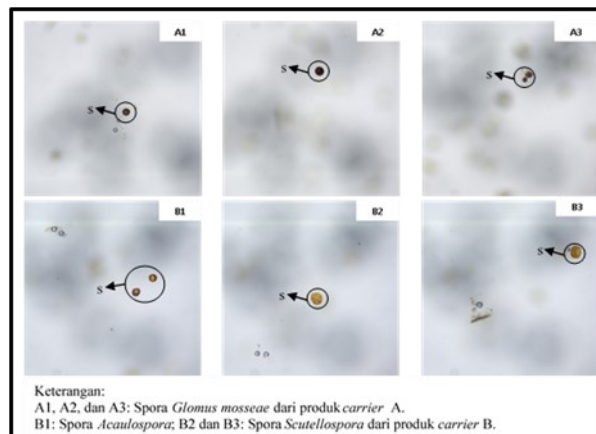 A1
A2
A3
S
S
S
B1
B2
B3
S
S
S
Keterangan:
A1, A2, dan A3: Spora Glomus mosseae dari produk carrier A.
B1: Spora Acaulospora; B2 dan B3: Spora Scutellospora dari produk carrier B.